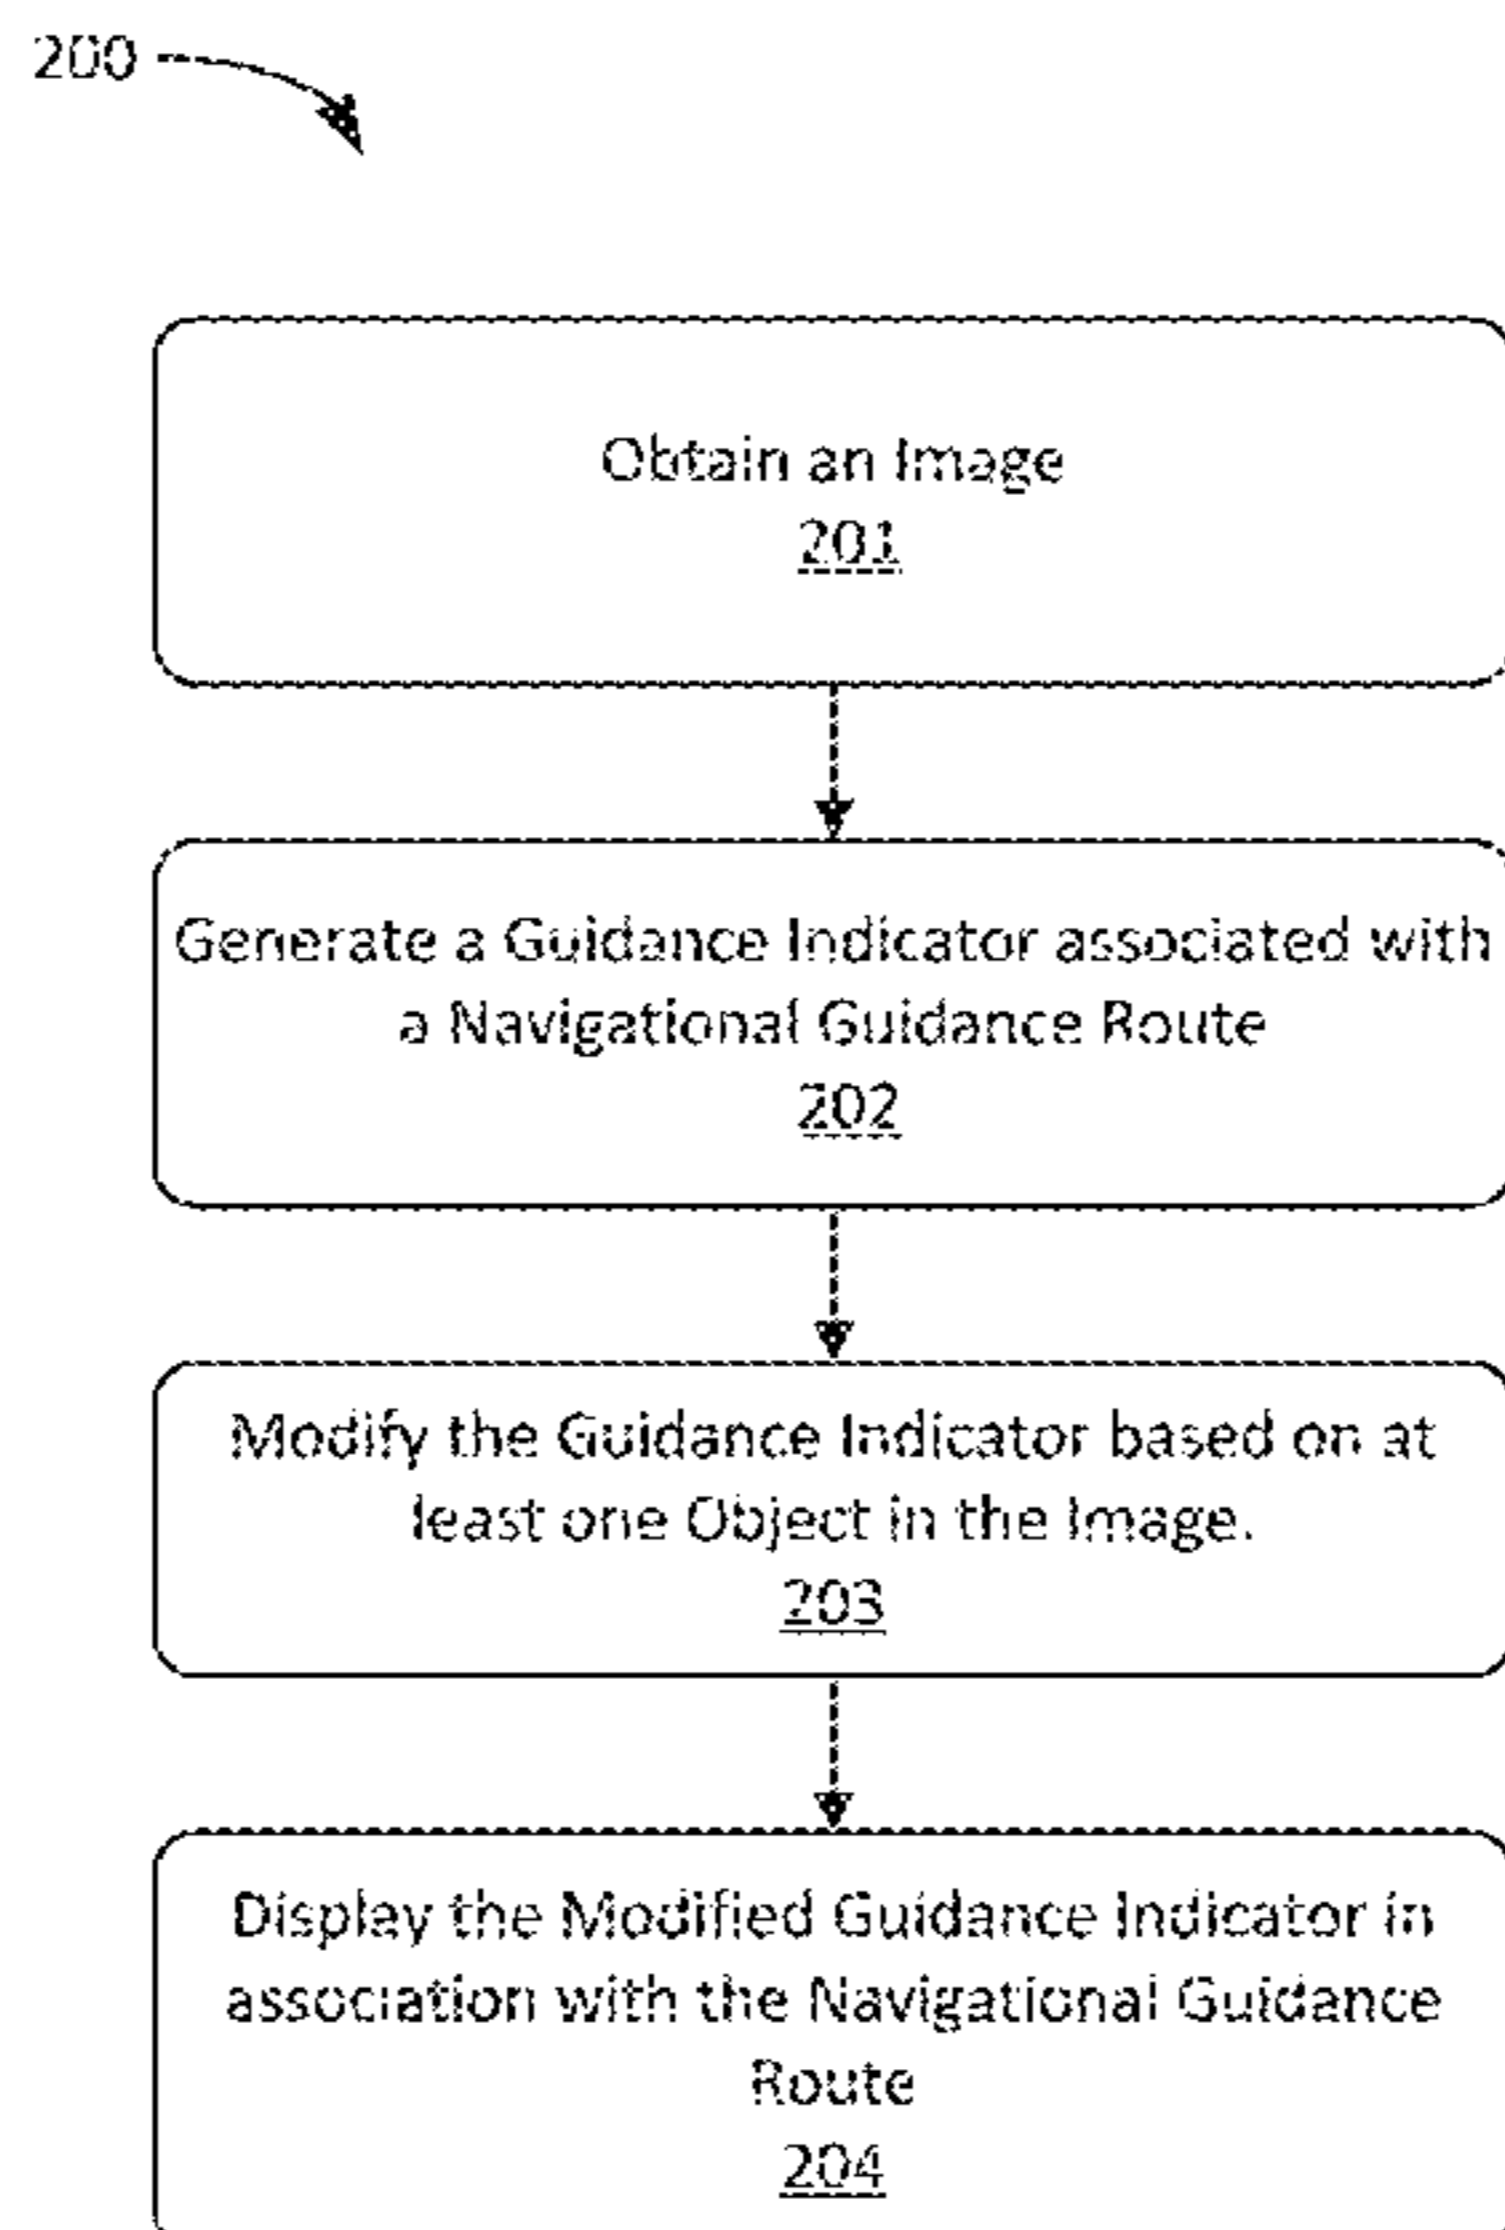 200
Obtain an Image
201
Generate a Guidance Indicator associated with
a Navigational Guidance Route
202
Modify the Guidance Indicator based on at
least one Object in the Image.
203
Display the Modified Guidance Indicator in
association with the Navigational Guidance
Route
204